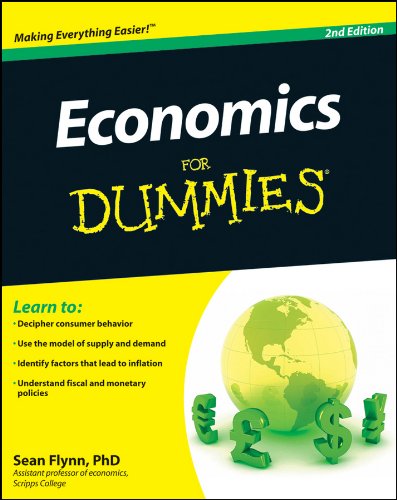 Making Everything Easier!™
2nd Edition
Economics
FOR
DUMMIES®
Learn to:
• Decipher consumer behavior
• Use the model of supply and demand
• Identify factors that lead to inflation
• Understand fiscal and monetary
policies
Sean Flynn, PhD
Assistant professor of economics,
Scripps College
€ £ $ ¥